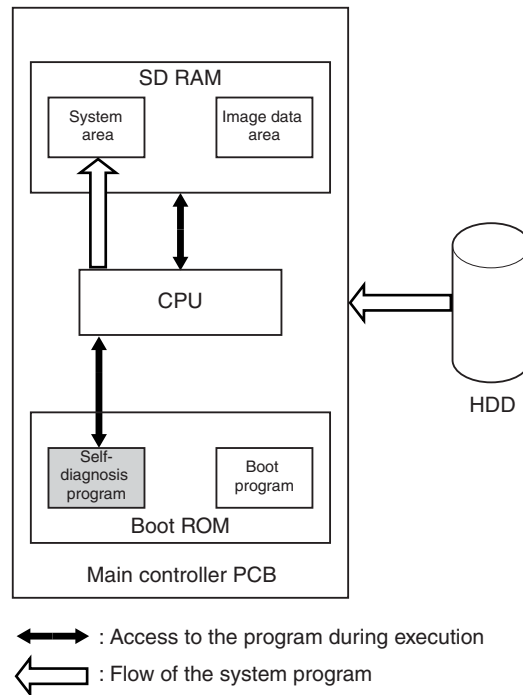 SD RAM
System
area
Image data
area
CPU
HDD
Self-
diagnosis
program
Boot
program
Boot ROM
Main controller PCB
: Access to the program during execution
: Flow of the system program